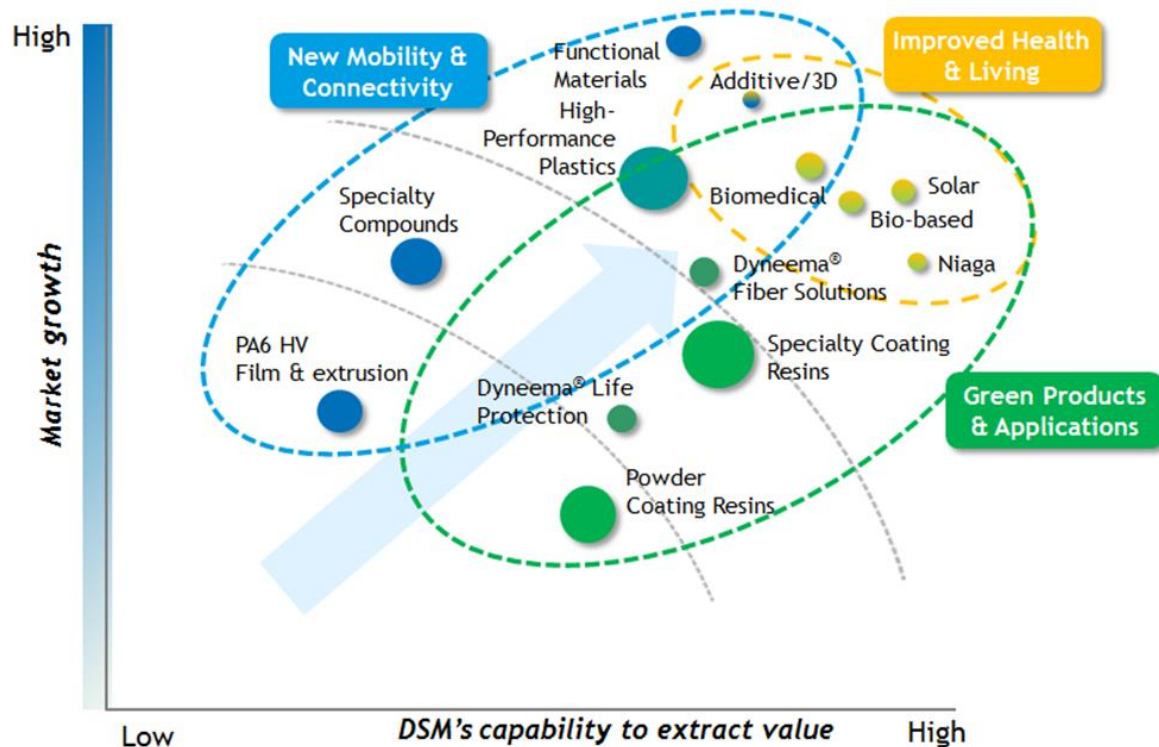 High
New Mobility &
Connectivity
Functional
Materials
Improved Health
& Living
Additive/3D
High-
Performance
Plastics
Specialty
Compounds
Biomedical
Solar
Bio-based
Dyneema®
Fiber Solutions
Niaga
Market growth
PA6 HV
Film & extrusion
Specialty Coating
Resins
Dyneema® Life
Protection
Green Products
& Applications
Powder
Coating Resins
Low
DSM's capability to extract value
High